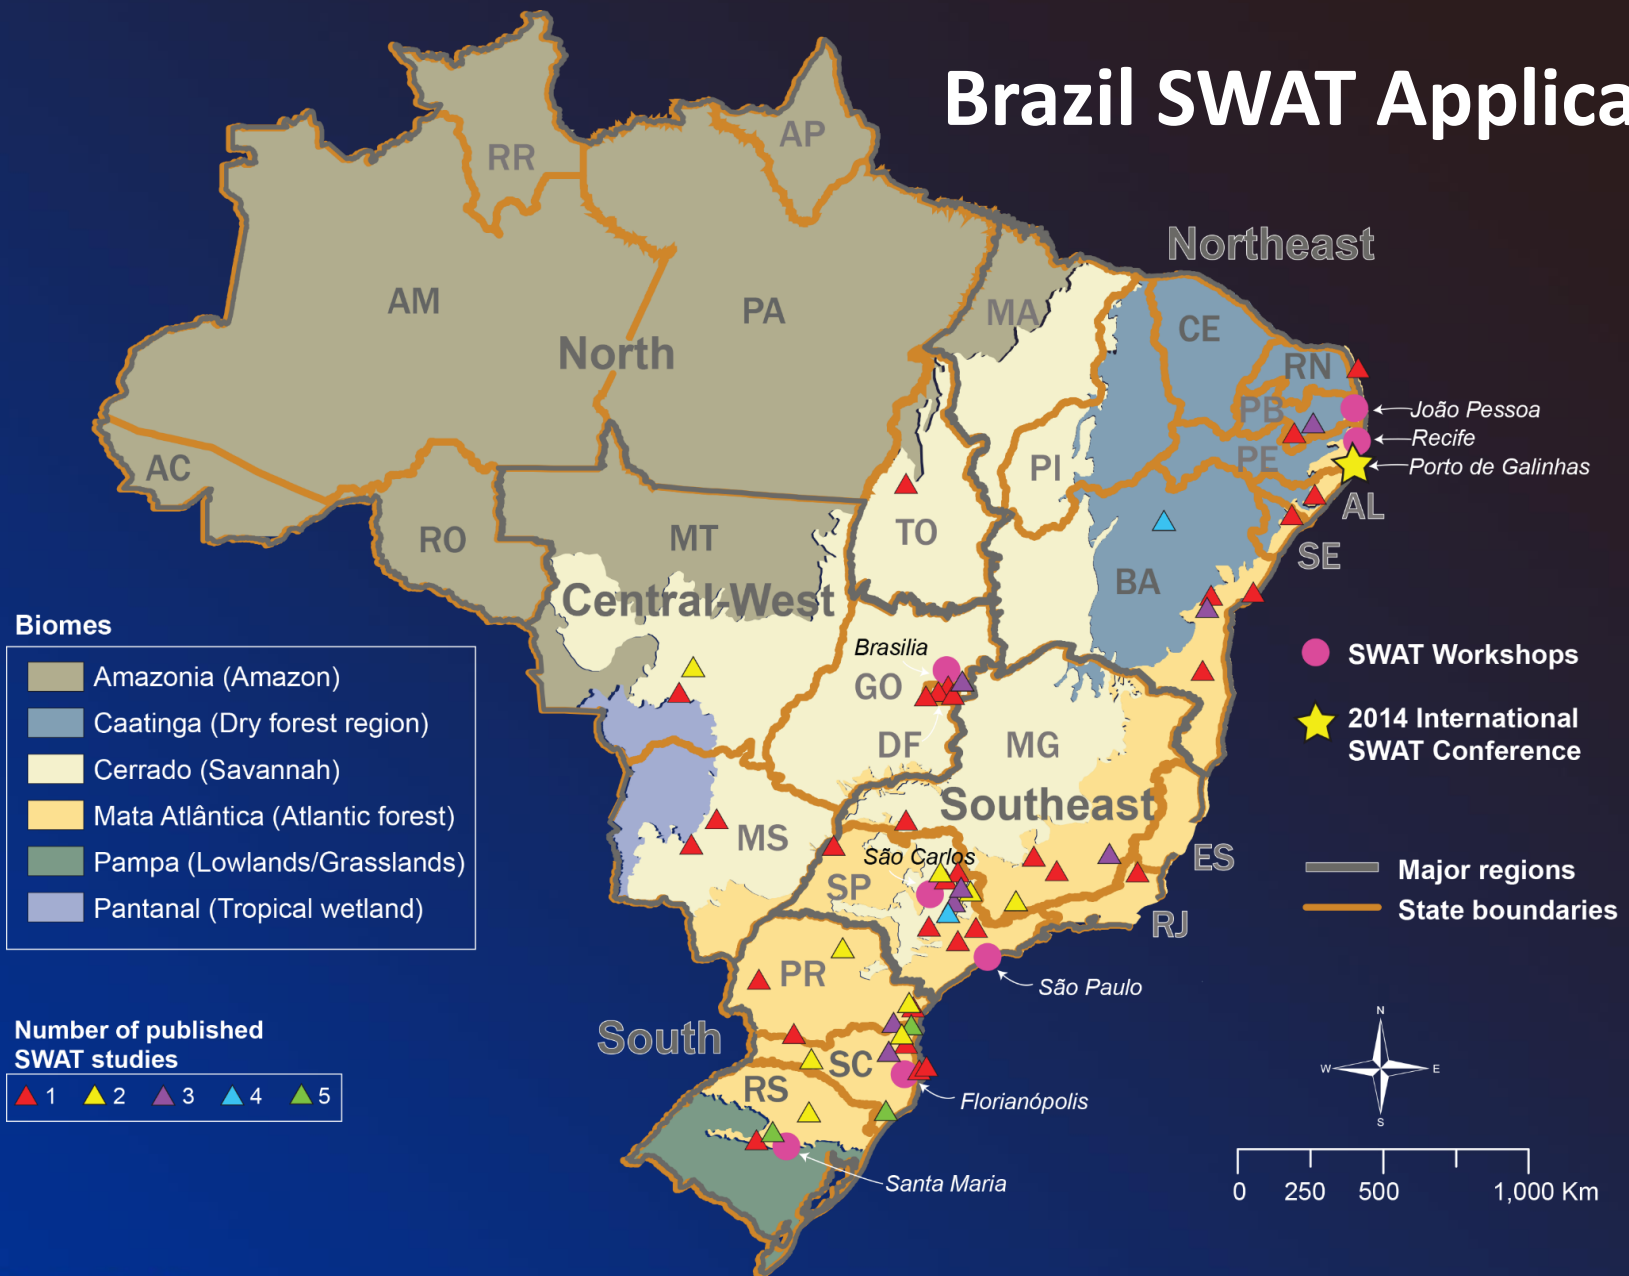 Brazil SWAT Applica
RR
AP
Northeast
AM
PA
MA
CE
North
RN
PB
João Pessoa
Recife
AC
PI
PE
Porto de Galinhas
AL
RO
MT
TO
SE
BA
Central-West
Biomes
Amazonia (Amazon)
Caatinga (Dry forest region)
Cerrado (Savannah)
Mata Atlântica (Atlantic forest)
Pampa (Lowlands/Grasslands)
Pantanal (Tropical wetland)
Brasilia
GO
DF
MG
SWAT Workshops
2014 International
SWAT Conference
Southeast
MS
São Carlos
SP
ES
RJ
Major regions
State boundaries
PR
São Paulo
South
SC
RS
Florianópolis
Santa Maria
Number of published
SWAT studies
1 2 3 4 5
N
W E
S
0 250 500 1,000 Km